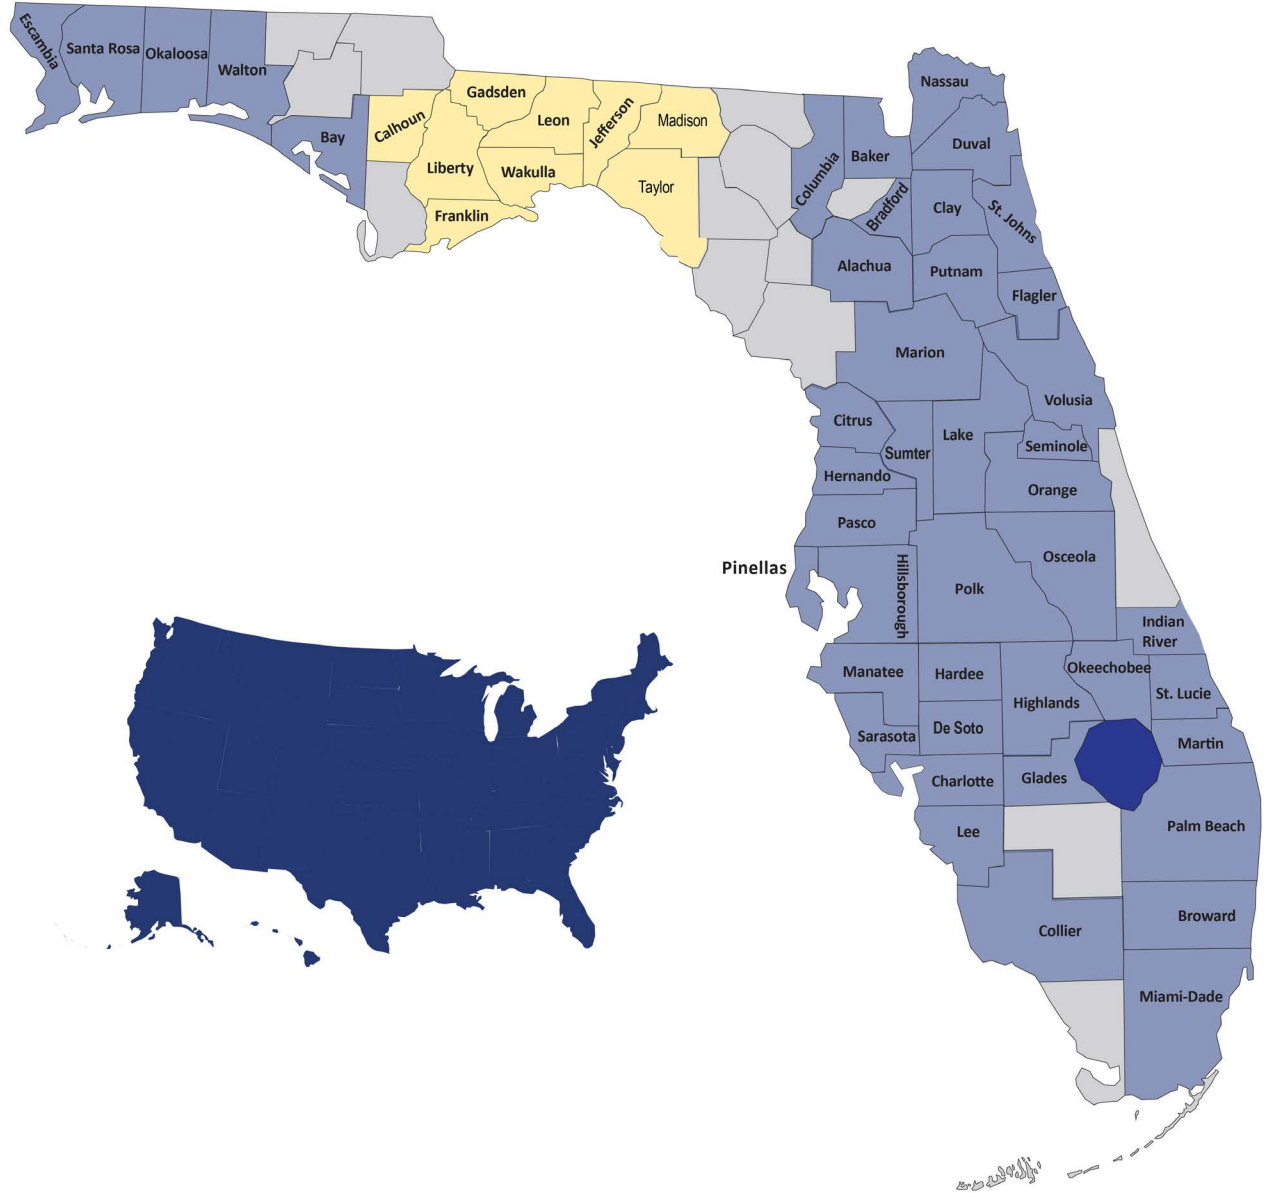 Escambia
Santa Rosa
Okaloosa
Walton
Bay
Calhoun
Gadsden
Liberty
Leon
Wakulla
Franklin
Jefferson
Madison
Taylor
Nassau
Duval
Columbia
Baker
Bradford
Clay
St. Johns
Alachua
Putnam
Flagler
Marion
Volusia
Citrus
Sumter
Lake
Seminole
Hernando
Orange
Pasco
Pinellas
Hillsborough
Polk
Osceola
Indian
River
Manatee
Hardee
Highlands
Okeechobee
St. Lucie
Sarasota
De Soto
Martin
Charlotte
Glades
Lee
Palm Beach
Collier
Broward
Miami-Dade